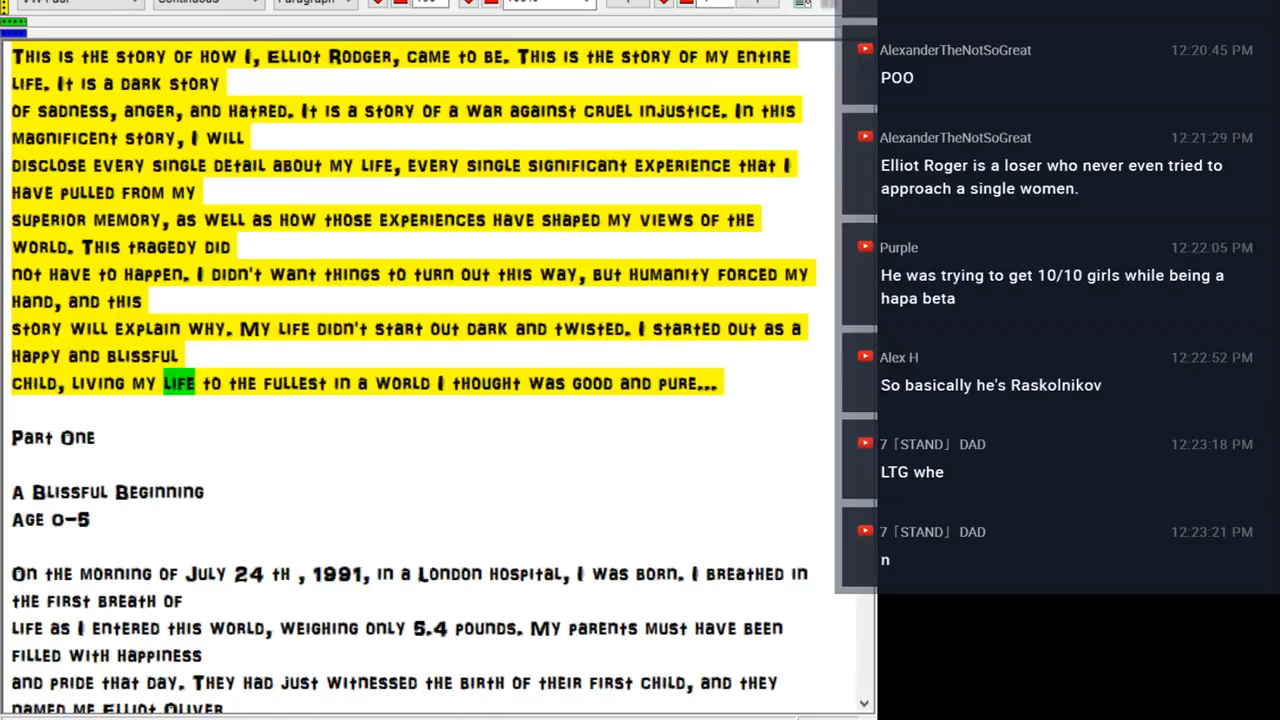 Continuous
Paragraph
This is the story of how I, Elliot Rodger, came to be. This is the story of my entire
life. It is a dark story
of sadness, anger, and hatred. It is a story of a war against cruel injustice. In this
magnificent story, I will
disclose every single detail about my life, every single significant experience that I
have pulled from my
superior memory, as well as how those experiences have shaped my views of the
world. This tragedy did
not have to happen. I didn't want things to turn out this way, but humanity forced my
hand, and this
story will explain why. My life didn't start out dark and twisted. I started out as a
happy and blissful
child, living my life to the fullest in a world I thought was good and pure...
Part One
A Blissful Beginning
Age 0-5
On the morning of July 24 th , 1991, in a London hospital, I was born. I breathed in
the first breath of
life as I entered this world, weighing only 5.4 pounds. My parents must have been
filled with happiness
and pride that day. They had just witnessed the birth of their first child, and they
named me Elliot Oliver
AlexanderTheNotSoGreat 12:20:45 PM
POO
AlexanderTheNotSoGreat 12:21:29 PM
Elliot Roger is a loser who never even tried to
approach a single women.
Purple 12:22:05 PM
He was trying to get 10/10 girls while being a
hapa beta
Alex H 12:22:52 PM
So basically he's Raskolnikov
7「STAND」 DAD 12:23:18 PM
LTG whe
7「STAND」 DAD 12:23:21 PM
n